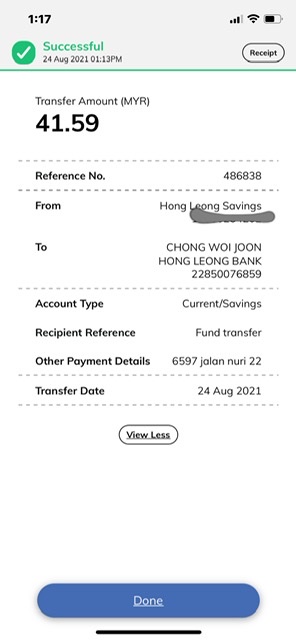 1:17
Successful
24 Aug 2021 01:13PM
Receipt
Transfer Amount (MYR)
41.59
Reference No. 486838
From Hong Leong Savings
To CHONG WOI JOON
HONG LEONG BANK
22850076859
Account Type Current/Savings
Recipient Reference Fund transfer
Other Payment Details 6597 jalan nuri 22
Transfer Date 24 Aug 2021
View Less
Done